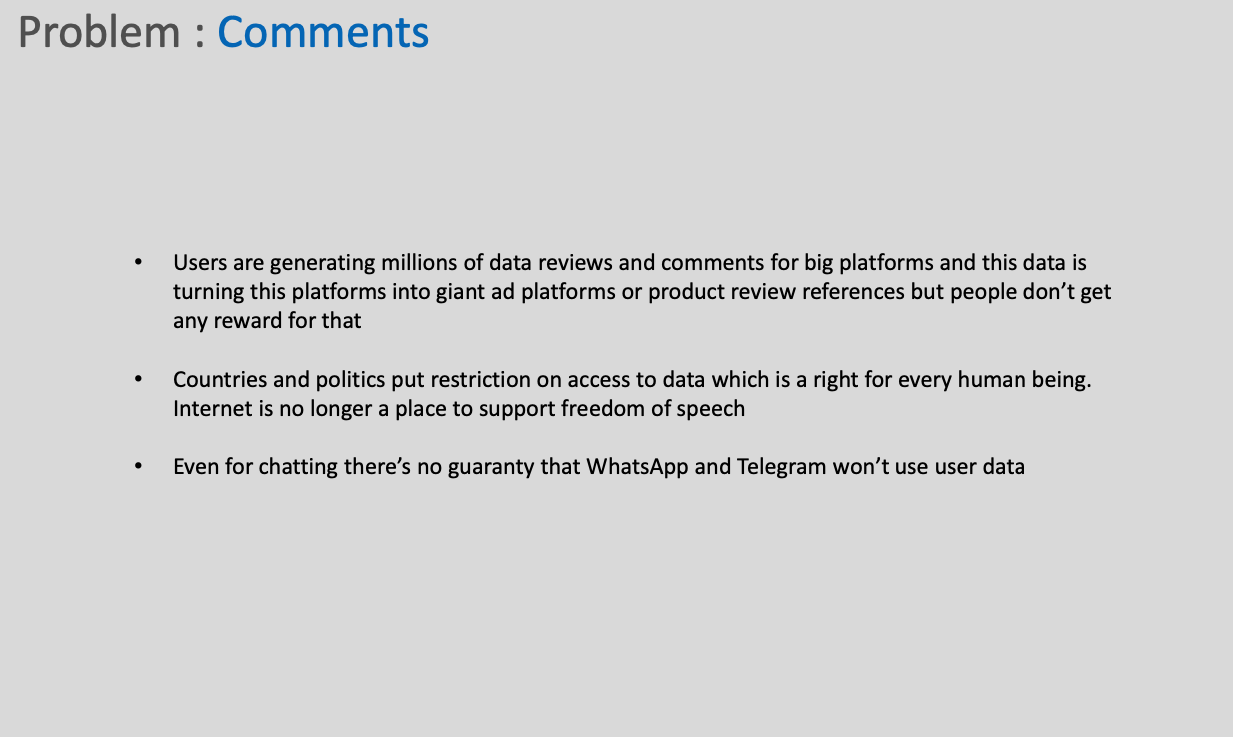 Problem : Comments
• Users are generating millions of data reviews and comments for big platforms and this data is
turning this platforms into giant ad platforms or product review references but people don’t get
any reward for that
• Countries and politics put restriction on access to data which is a right for every human being.
Internet is no longer a place to support freedom of speech
• Even for chatting there’s no guaranty that WhatsApp and Telegram won’t use user data